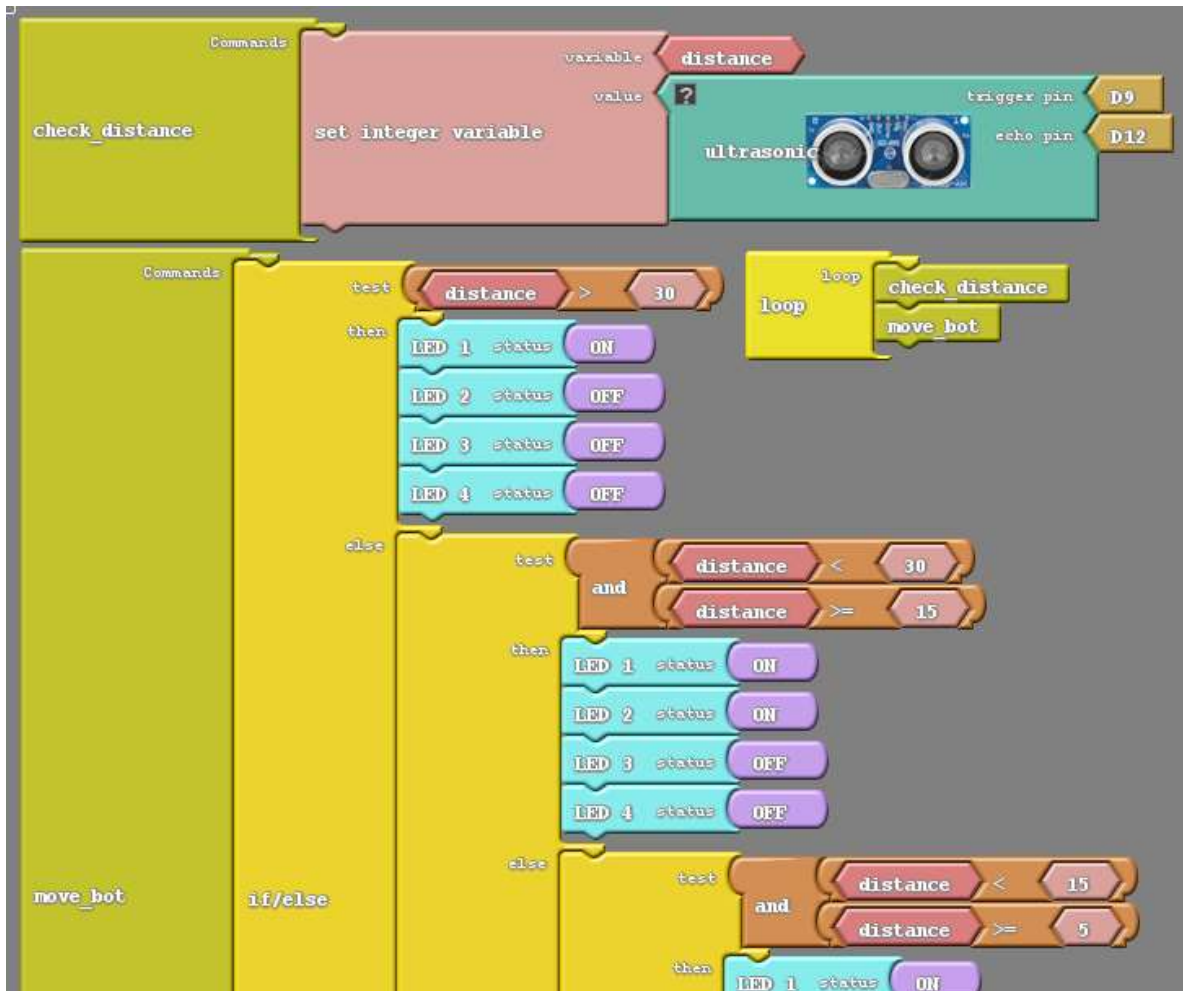 Commands
variable distance
value ? trigger pin D9
check_distance set integer variable ultrasonic echo pin D12
Commands
test distance > 30
then
LED 1 status ON
LED 2 status OFF
LED 3 status OFF
LED 4 status OFF
loop loop check_distance
move_bot
else test and distance < 30
distance >= 15
then
LED 1 status ON
LED 2 status ON
LED 3 status OFF
LED 4 status OFF
else test and distance < 15
distance >= 5
move_bot if/else
then
LED 1 status ON